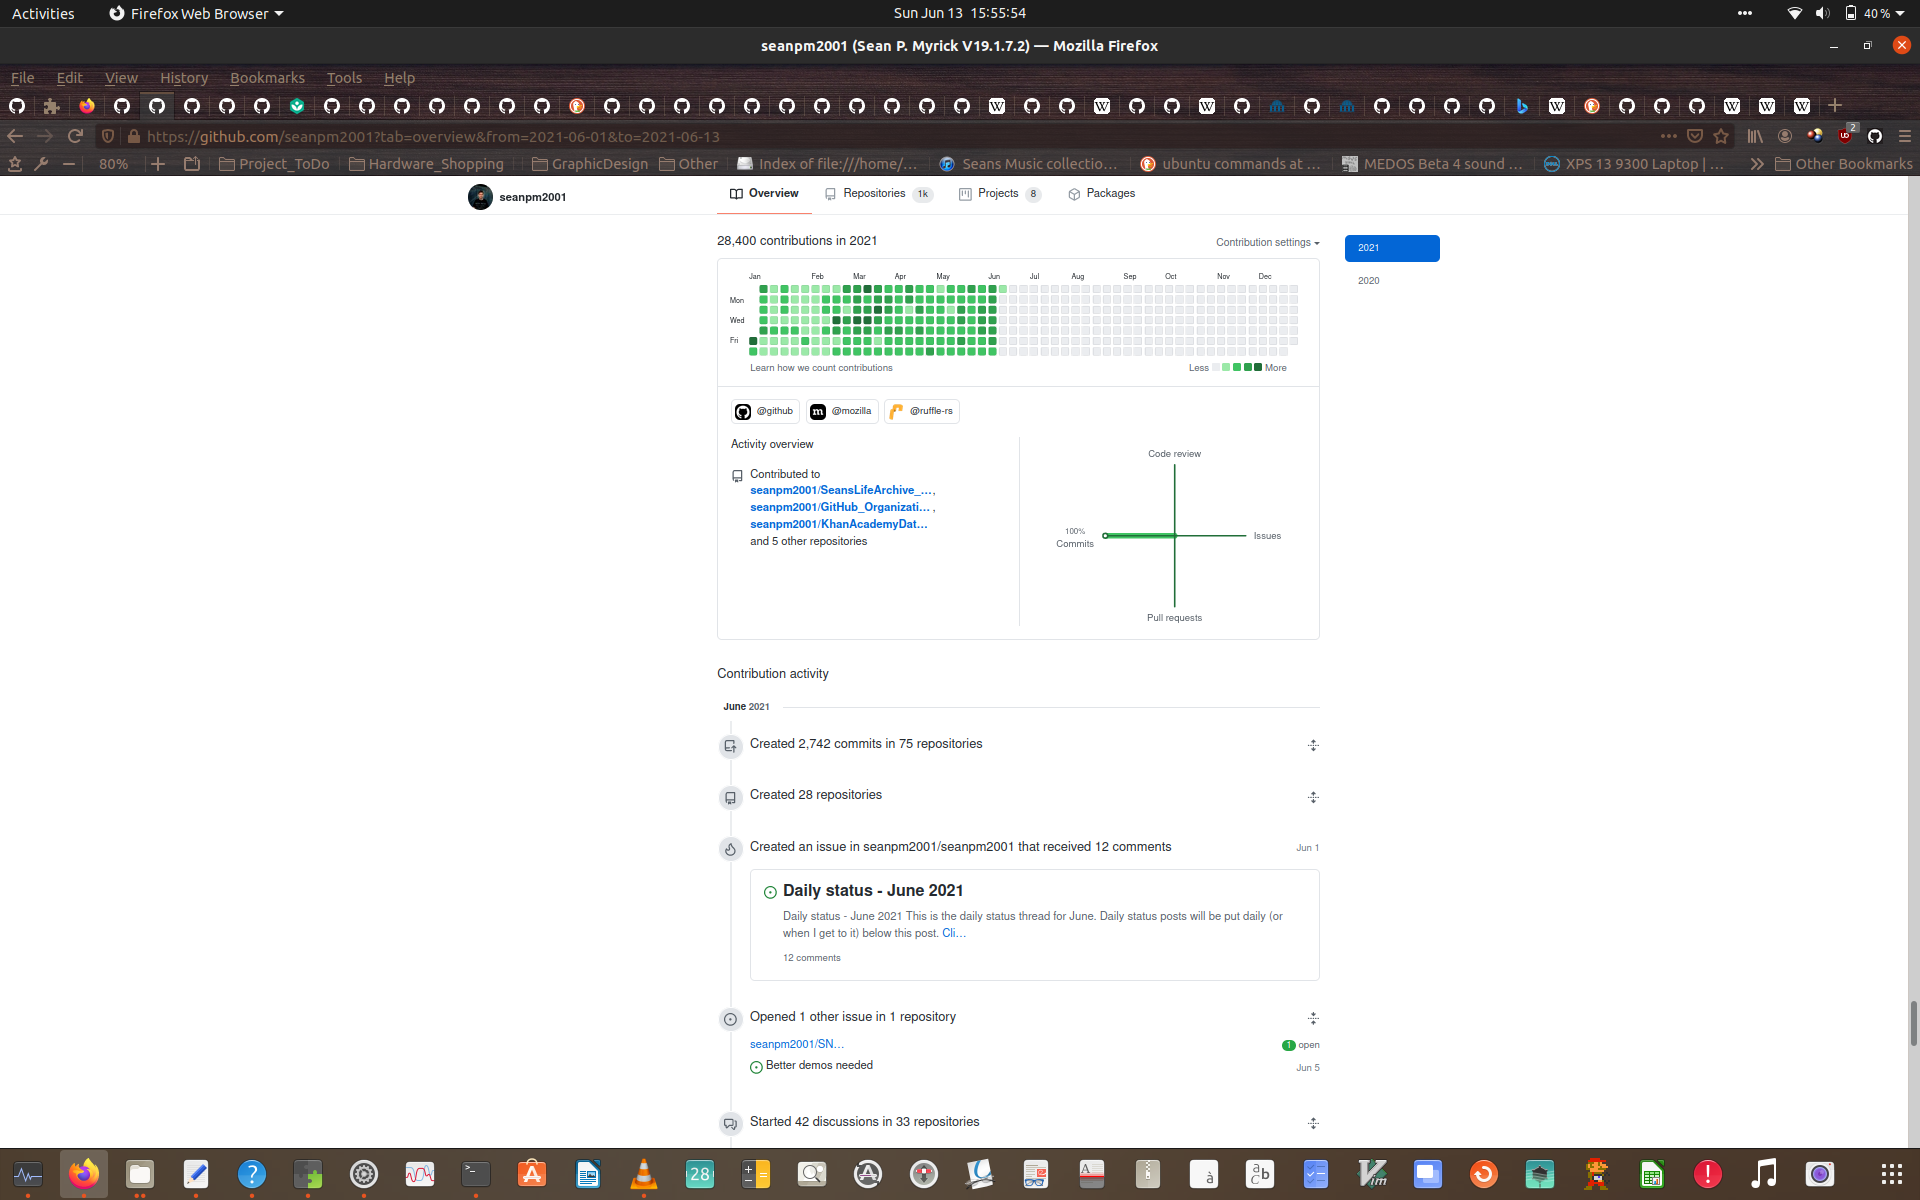 Activities
Firefox Web Browser
Sun Jun 13 15:55:54
40 %
seanpm2001 (Sean P. Myrick V19.1.7.2) — Mozilla Firefox
File Edit View History Bookmarks Tools Help
https://github.com/seanpm2001?tab=overview&from=2021-06-01&to=2021-06-13
2
80%
Project_ToDo
Hardware_Shopping
GraphicDesign
Other
Index of file:///home/…
Seans Music collectio…
ubuntu commands at …
MEDOS Beta 4 sound …
XPS 13 9300 Laptop | …
Other Bookmarks
seanpm2001
Overview
Repositories 1k
Projects 8
Packages
28,400 contributions in 2021
Contribution settings
2021
2020
Jan Feb Mar Apr May Jun Jul Aug Sep Oct Nov Dec
Mon
Wed
Fri
Learn how we count contributions
Less More
@github
@mozilla
@ruffle-rs
Activity overview
Contributed to
seanpm2001/SeansLifeArchive_…,
seanpm2001/GitHub_Organizati… ,
seanpm2001/KhanAcademyDat…
and 5 other repositories
Code review
100%
Commits
Issues
Pull requests
Contribution activity
June 2021
Created 2,742 commits in 75 repositories
Created 28 repositories
Created an issue in seanpm2001/seanpm2001 that received 12 comments
Jun 1
Daily status - June 2021
Daily status - June 2021 This is the daily status thread for June. Daily status posts will be put daily (or
when I get to it) below this post. Cli…
12 comments
Opened 1 other issue in 1 repository
seanpm2001/SN…
1 open
Better demos needed
Jun 5
Started 42 discussions in 33 repositories
28